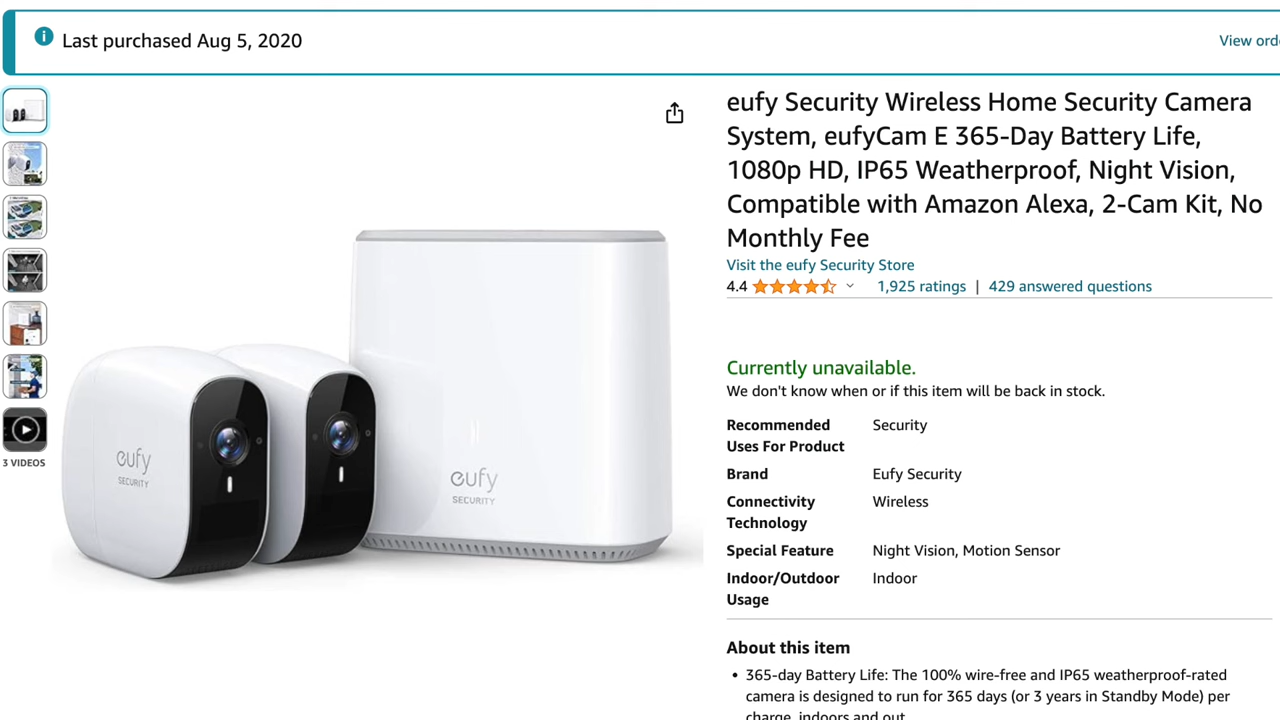 Last purchased Aug 5, 2020
View ord
eufy Security Wireless Home Security Camera
System, eufyCam E 365-Day Battery Life,
1080p HD, IP65 Weatherproof, Night Vision,
Compatible with Amazon Alexa, 2-Cam Kit, No
Monthly Fee
Visit the eufy Security Store
4.4
1,925 ratings | 429 answered questions
Currently unavailable.
We don't know when or if this item will be back in stock.
Recommended Uses For Product Security
Brand Eufy Security
Connectivity Technology Wireless
Special Feature Night Vision, Motion Sensor
Indoor/Outdoor Usage Indoor
About this item
• 365-day Battery Life: The 100% wire-free and IP65 weatherproof-rated
camera is designed to run for 365 days (or 3 years in Standby Mode) per
charge, indoors and out
3 VIDEOS
eufy
SECURITY
eufy
SECURITY